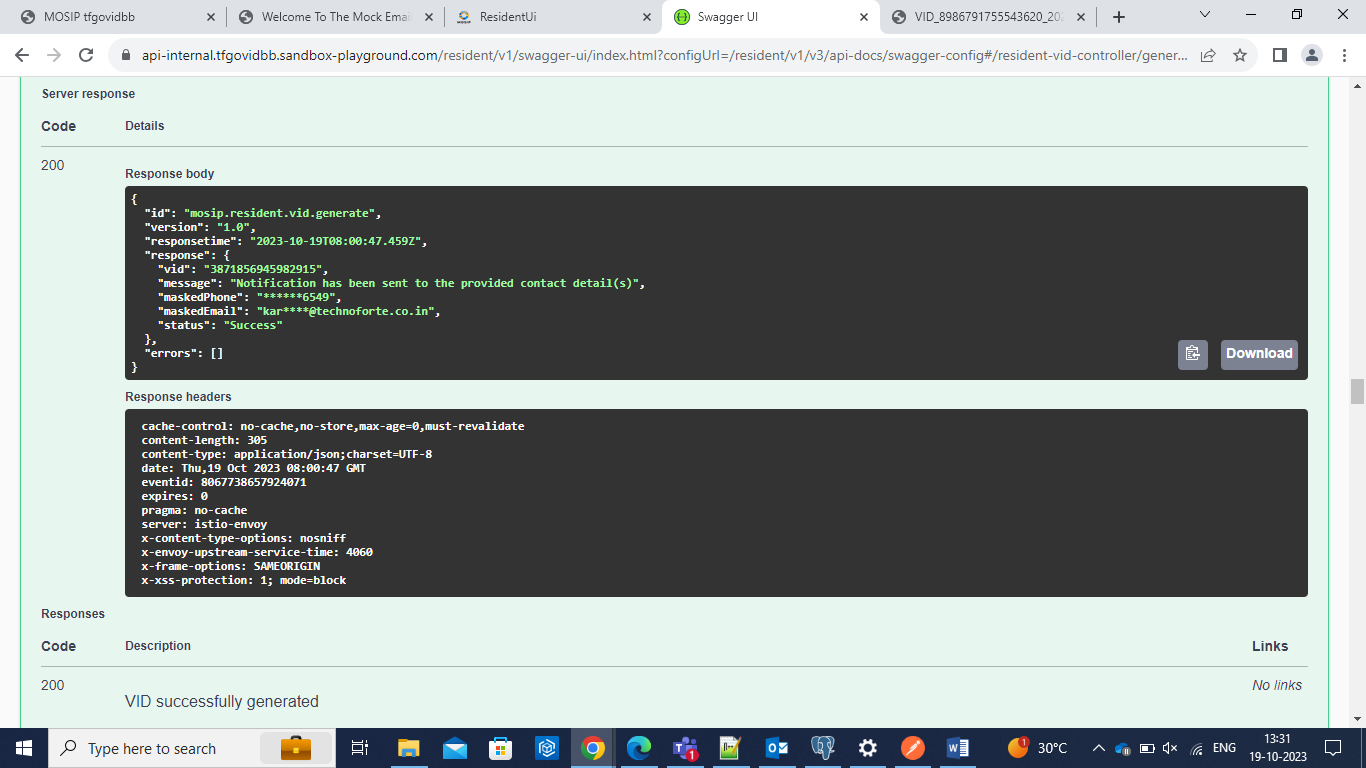 MOSIP tfgovidbb
Welcome To The Mock Emai
ResidentUi
Swagger UI
VID_8986791755543620_20
api-internal.tfgovidbb.sandbox-playground.com/resident/v1/swagger-ui/index.html?configUrl=/resident/v1/v3/api-docs/swagger-config#/resident-vid-controller/gener...
Server response
Code Details
200
Response body
{
"id": "mosip.resident.vid.generate",
"version": "1.0",
"responsetime": "2023-10-19T08:00:47.459Z",
"response": {
"vid": "3871856945982915",
"message": "Notification has been sent to the provided contact detail(s)",
"maskedPhone": "******6549",
"maskedEmail": "kar****@technoforte.co.in",
"status": "Success"
},
"errors": []
}
Download
Response headers
cache-control: no-cache,no-store,max-age=0,must-revalidate
content-length: 305
content-type: application/json;charset=UTF-8
date: Thu,19 Oct 2023 08:00:47 GMT
eventid: 8067738657924071
expires: 0
pragma: no-cache
server: istio-envoy
x-content-type-options: nosniff
x-envoy-upstream-service-time: 4060
x-frame-options: SAMEORIGIN
x-xss-protection: 1; mode=block
Responses
Code Description Links
200 No links
VID successfully generated
Type here to search
1
1
30°C
ENG
13:31
19-10-2023